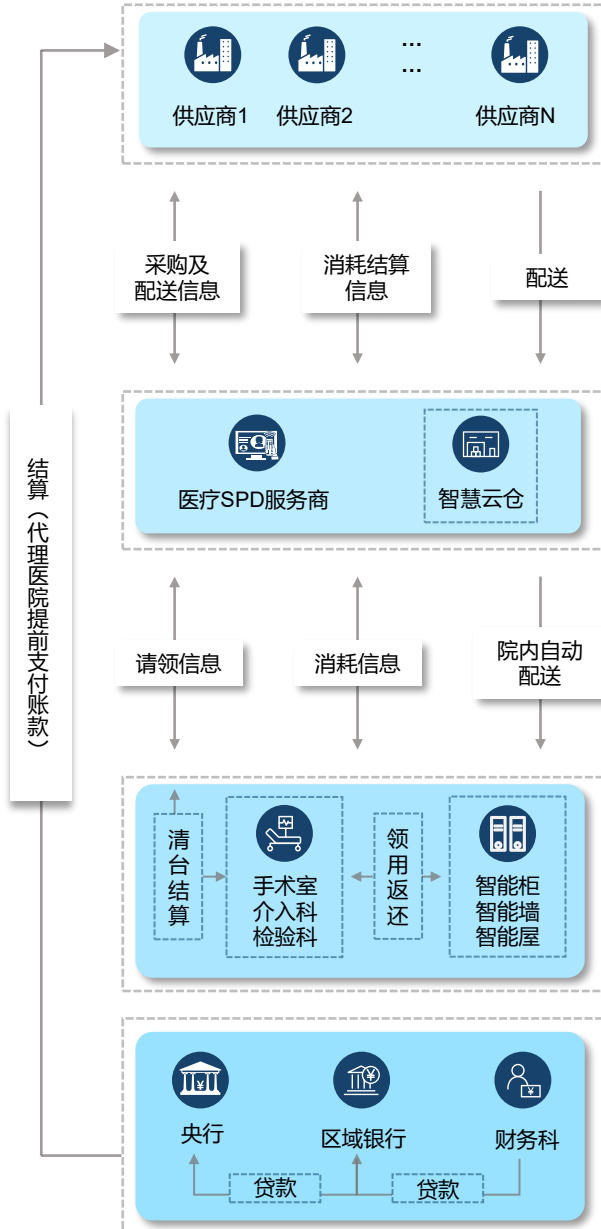 供应商1
供应商2
...
...
供应商N
采购及
配送信息
消耗结算
信息
配送
结算（代理医院提前支付账款）
医疗SPD服务商
智慧云仓
请领信息
消耗信息
院内自动
配送
清台结算
手术室
介入科
检验科
领用返还
智能柜
智能墙
智能屋
央行
区域银行
财务科
贷款
贷款